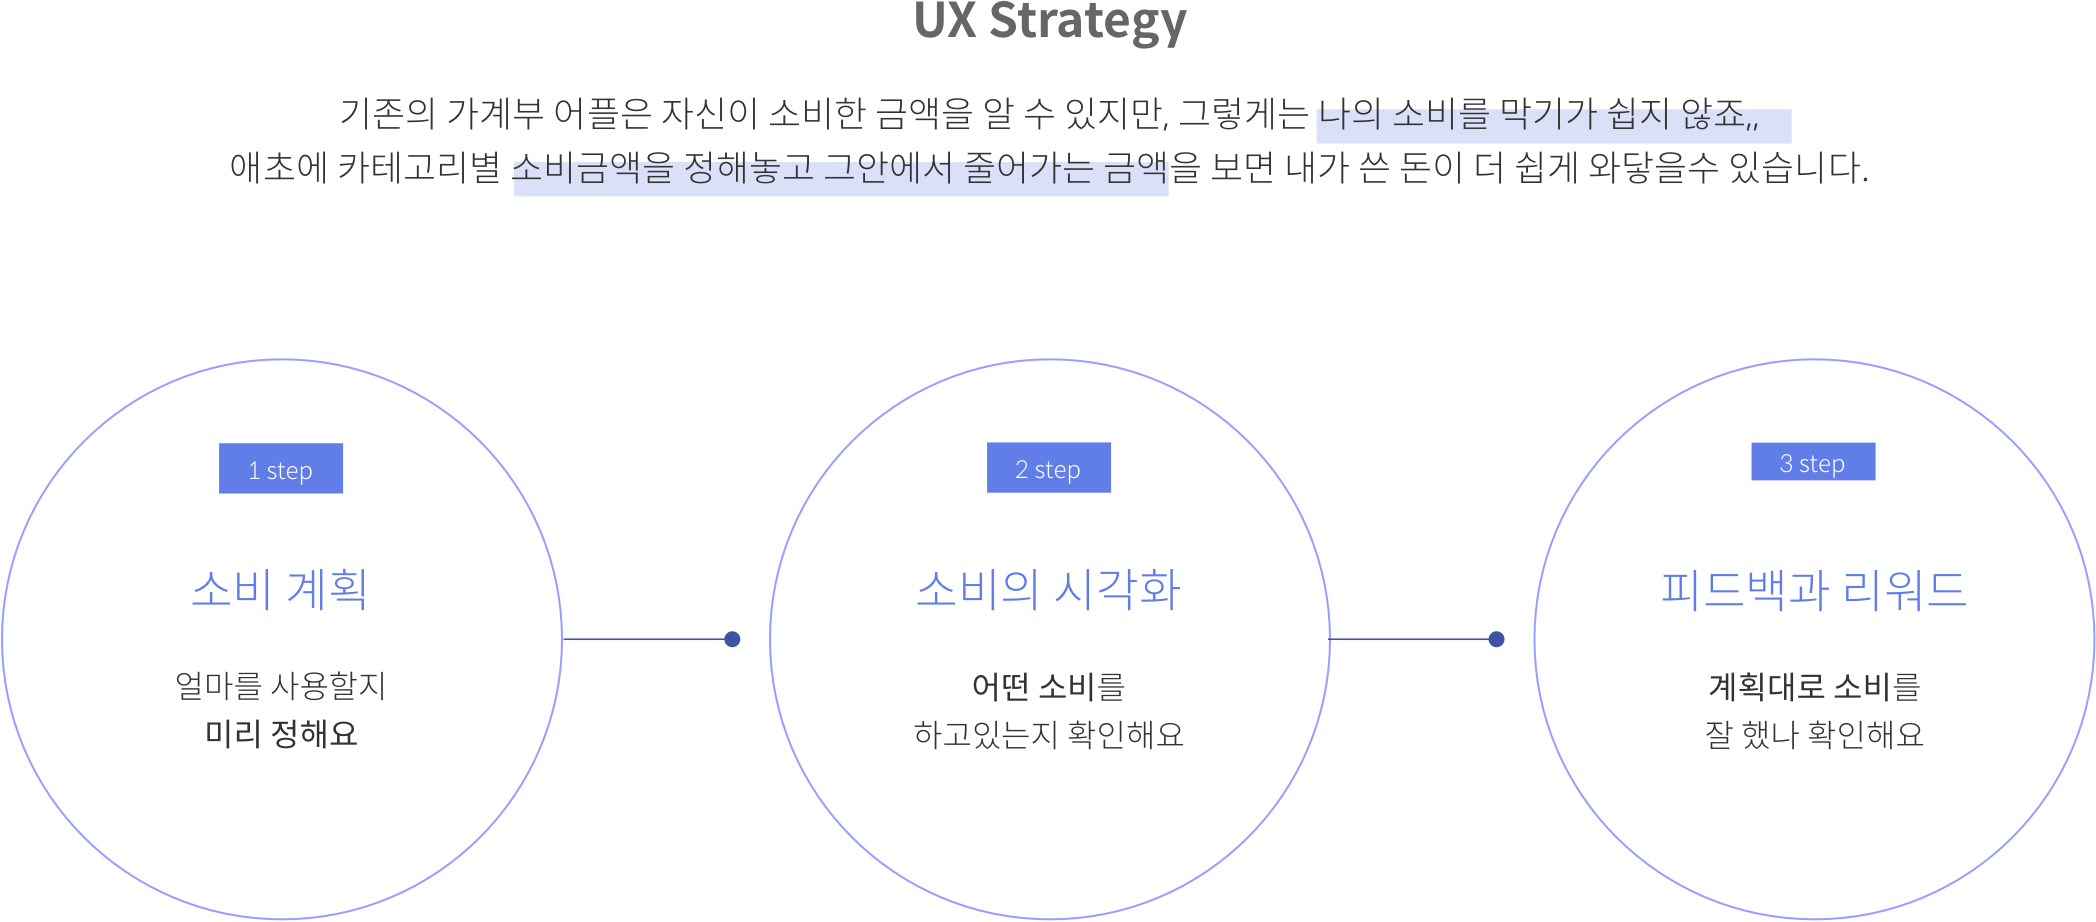 UX Strategy
기존의 가계부 어플은 자신이 소비한 금액을 알 수 있지만, 그렇게는 나의 소비를 막기가 쉽지 않죠,,
애초에 카테고리별 소비금액을 정해놓고 그안에서 줄어가는 금액을 보면 내가 쓴 돈이 더 쉽게 와닿을수 있습니다.
1 step
소비 계획
얼마를 사용할지
미리 정해요
2 step
소비의 시각화
어떤 소비를
하고있는지 확인해요
3 step
피드백과 리워드
계획대로 소비를
잘 했나 확인해요